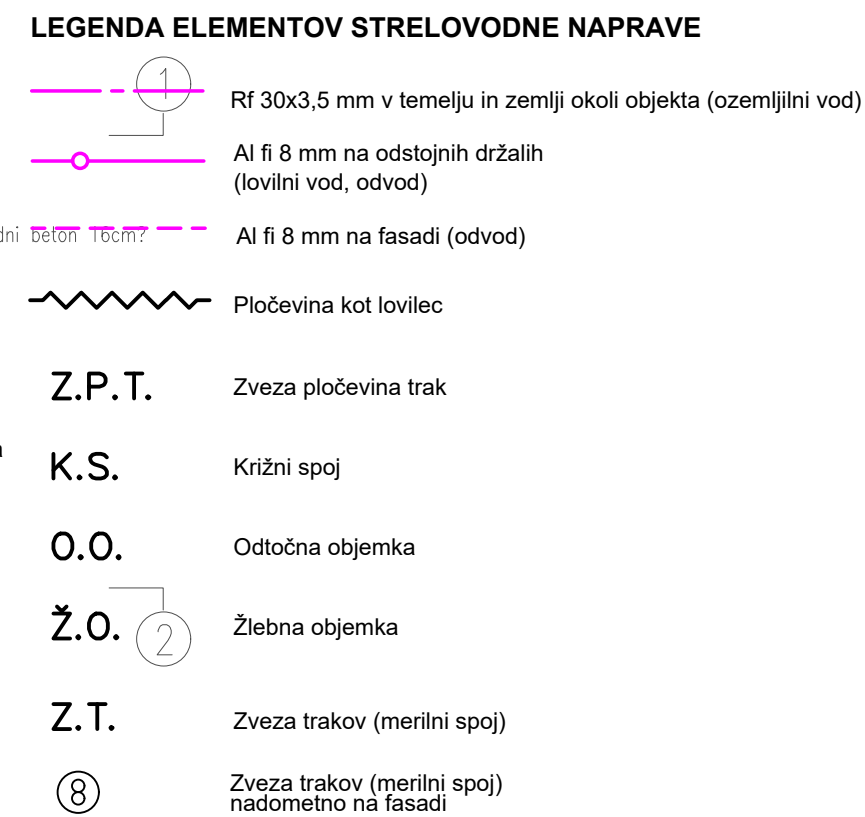 LEGENDA ELEMENTOV STRELOVODNE NAPRAVE
1
Rf 30x3,5 mm v temelju in zemlji okoli objekta (ozemljilni vod)
Al fi 8 mm na odstojnih držalih
(lovilni vod, odvod)
beton 16cm?
Al fi 8 mm na fasadi (odvod)
Pločevina kot lovilec
Z.P.T. Zveza pločevina trak
K.S. Križni spoj
O.O. Odtočna objemka
Ž.O. 2 Žlebna objemka
Z.T. Zveza trakov (merilni spoj)
8 Zveza trakov (merilni spoj)
nadometno na fasadi